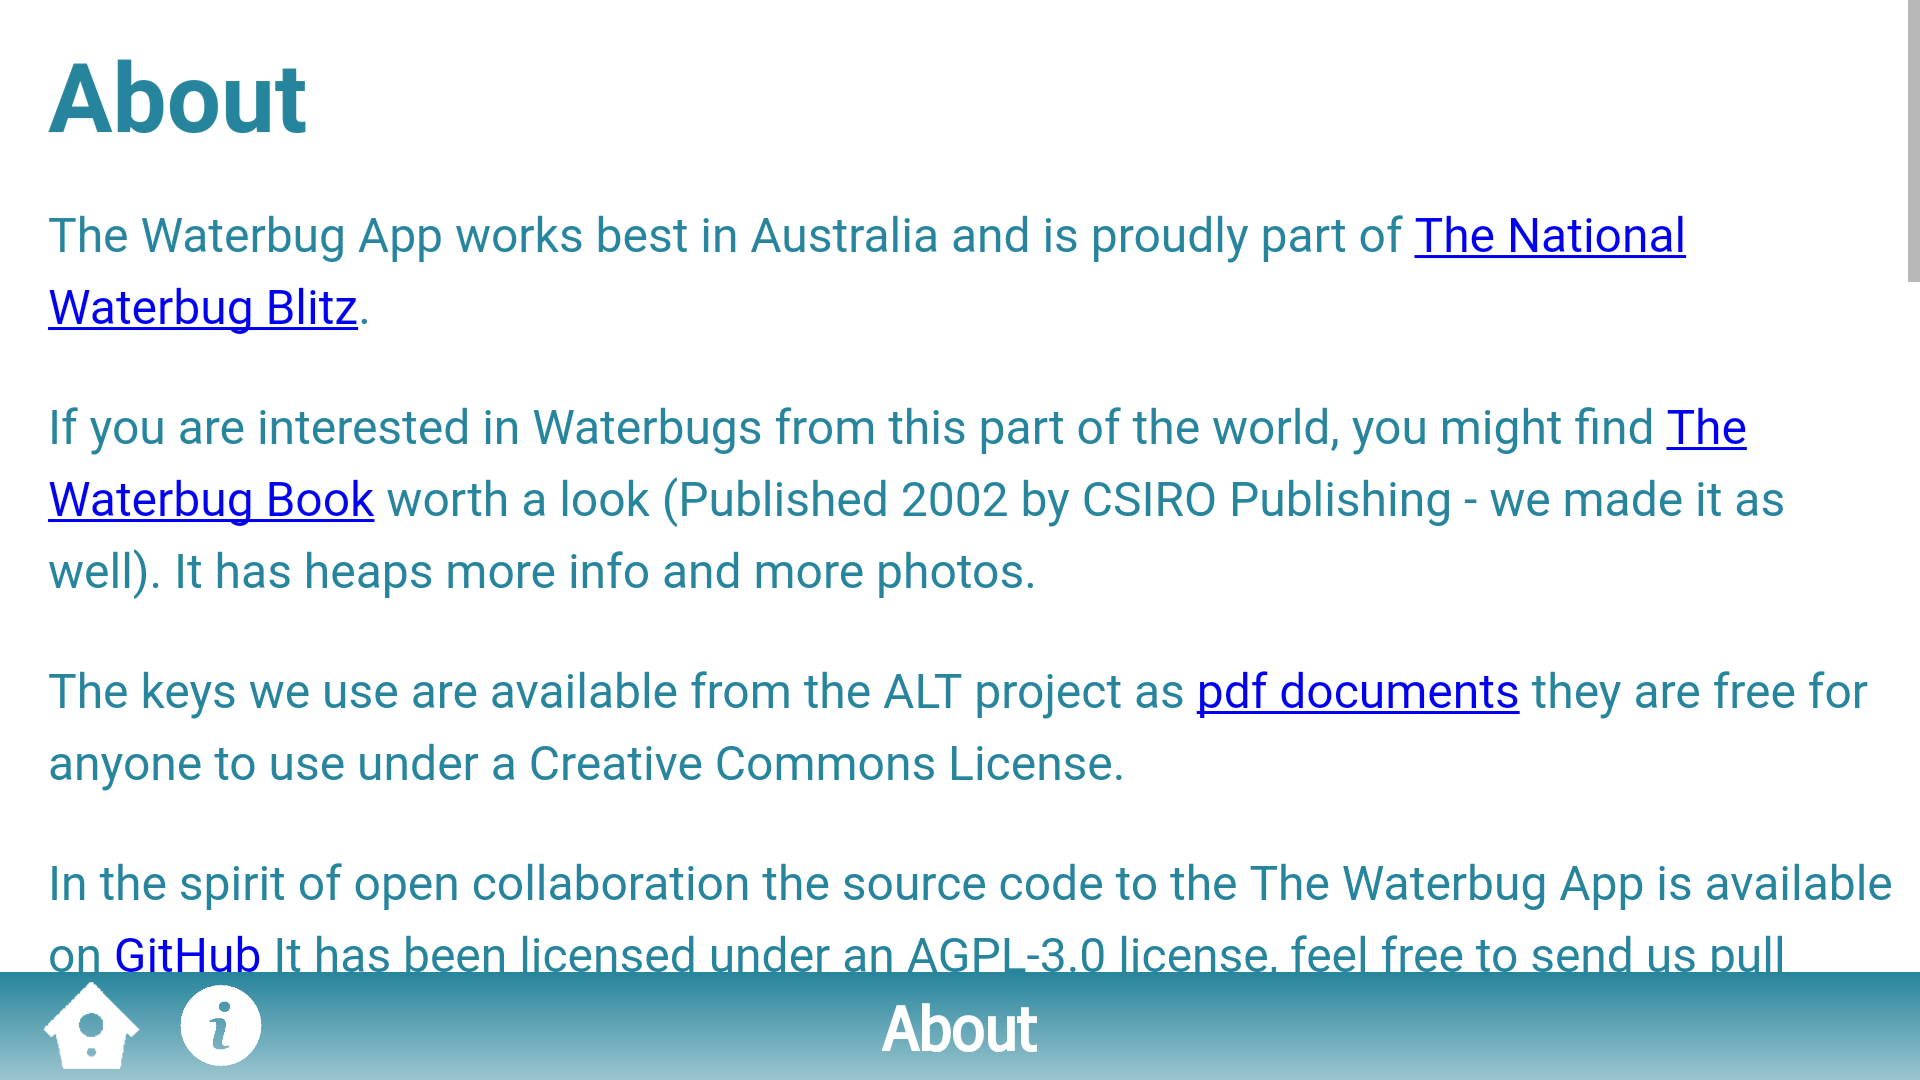 About
The Waterbug App works best in Australia and is proudly part of The National
Waterbug Blitz.
If you are interested in Waterbugs from this part of the world, you might find The
Waterbug Book worth a look (Published 2002 by CSIRO Publishing - we made it as
well). It has heaps more info and more photos.
The keys we use are available from the ALT project as pdf documents they are free for
anyone to use under a Creative Commons License.
In the spirit of open collaboration the source code to the The Waterbug App is available
on GitHub It has been licensed under an AGPL-3.0 license, feel free to send us pull
About